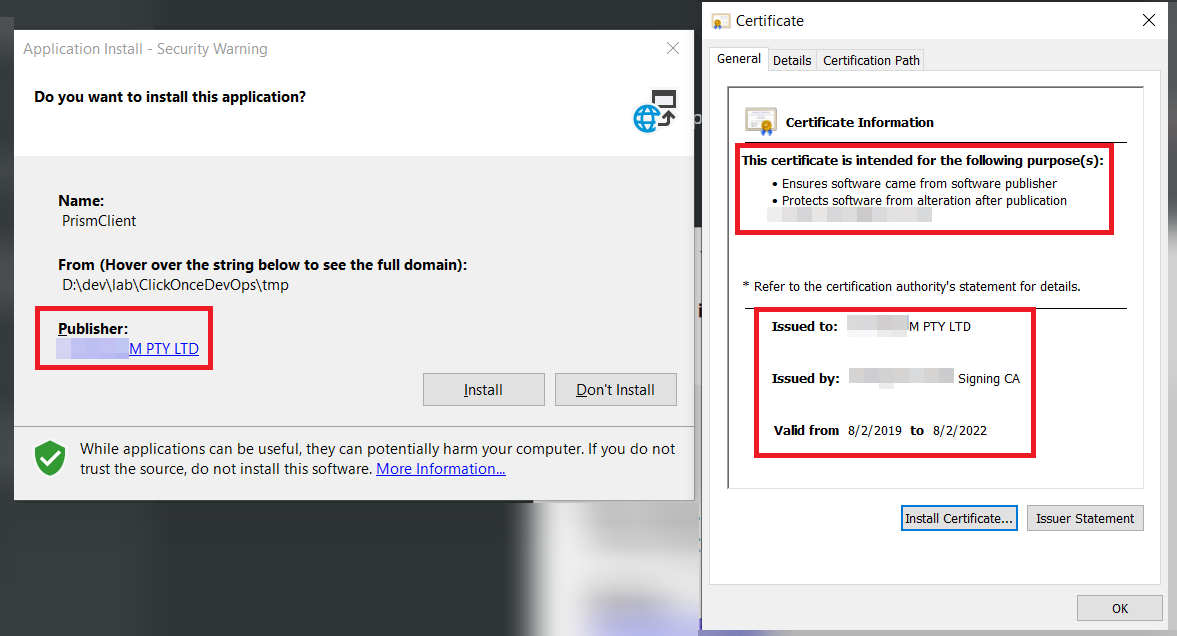 Application Install - Security Warning
Do you want to install this application?
Name:
PrismClient
From (Hover over the string below to see the full domain):
D:\dev\lab\ClickOnceDevOps\tmp
Publisher:
M PTY LTD
Install
Don't Install
While applications can be useful, they can potentially harm your computer. If you do not
trust the source, do not install this software. More Information...
Certificate
General
Details
Certification Path
Certificate Information
This certificate is intended for the following purpose(s):
• Ensures software came from software publisher
• Protects software from alteration after publication
* Refer to the certification authority's statement for details.
Issued to: M PTY LTD
Issued by: Signing CA
Valid from 8/2/2019 to 8/2/2022
Install Certificate...
Issuer Statement
OK